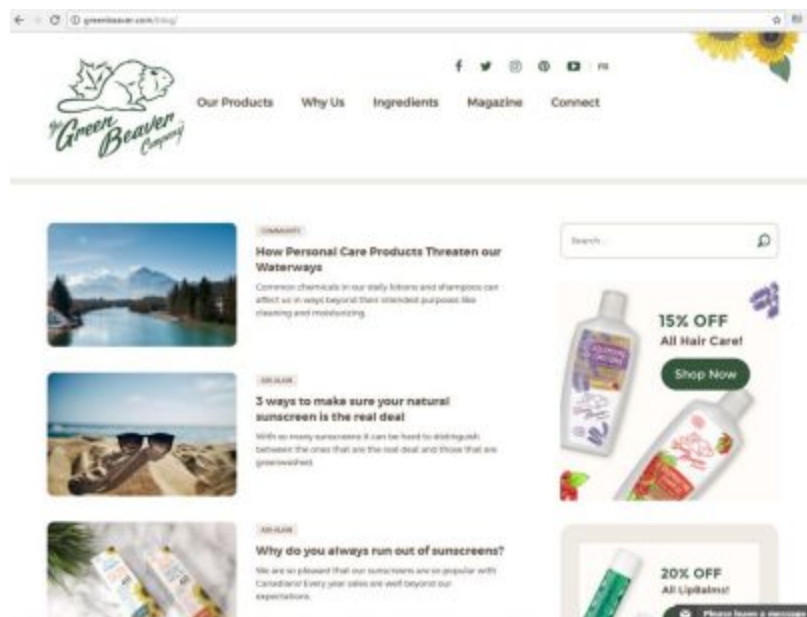 greenbeaver.com/blog/
FR
The
Green
Beaver
Company
Our Products Why Us Ingredients Magazine Connect
COMMUNITY
How Personal Care Products Threaten our
Waterways
Common chemicals in our daily lotions and shampoos can
affect us in ways beyond their intended purposes like
cleaning and moisturizing.
Search ...
15% OFF
All Hair Care!
Shop Now
ASK ALAIN
3 ways to make sure your natural
sunscreen is the real deal
With so many sunscreens it can be hard to distinguish
between the ones that are the real deal and those that are
greenwashed.
ASK ALAIN
Why do you always run out of sunscreens?
We are so pleased that our sunscreens are so popular with
Canadians! Every year sales are well beyond our
expectations.
20% OFF
All LipBalms!
Please leave a message